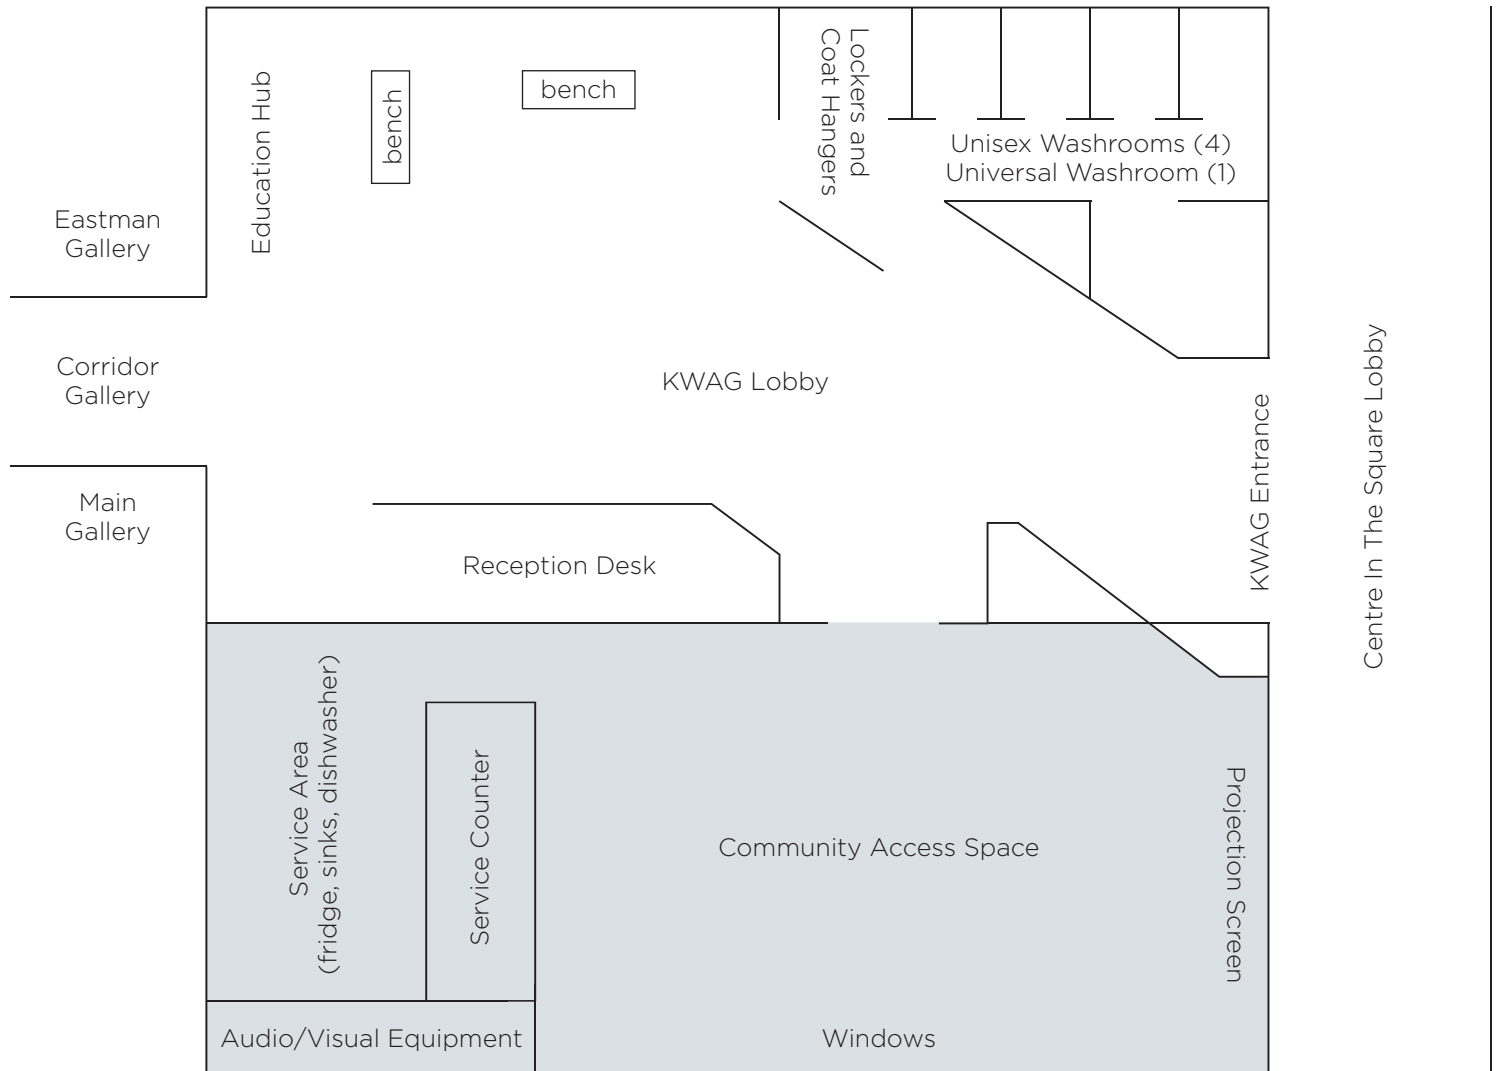 Lockers and
Coat Hangers
Education Hub
bench
bench
Unisex Washrooms (4)
Universal Washroom (1)
Eastman
Gallery
Corridor
Gallery
KWAG Lobby
Main
Gallery
KWAG Entrance
Centre In The Square Lobby
Reception Desk
Service Area
(fridge, sinks, dishwasher)
Service Counter
Community Access Space
Projection Screen
Audio/Visual Equipment
Windows